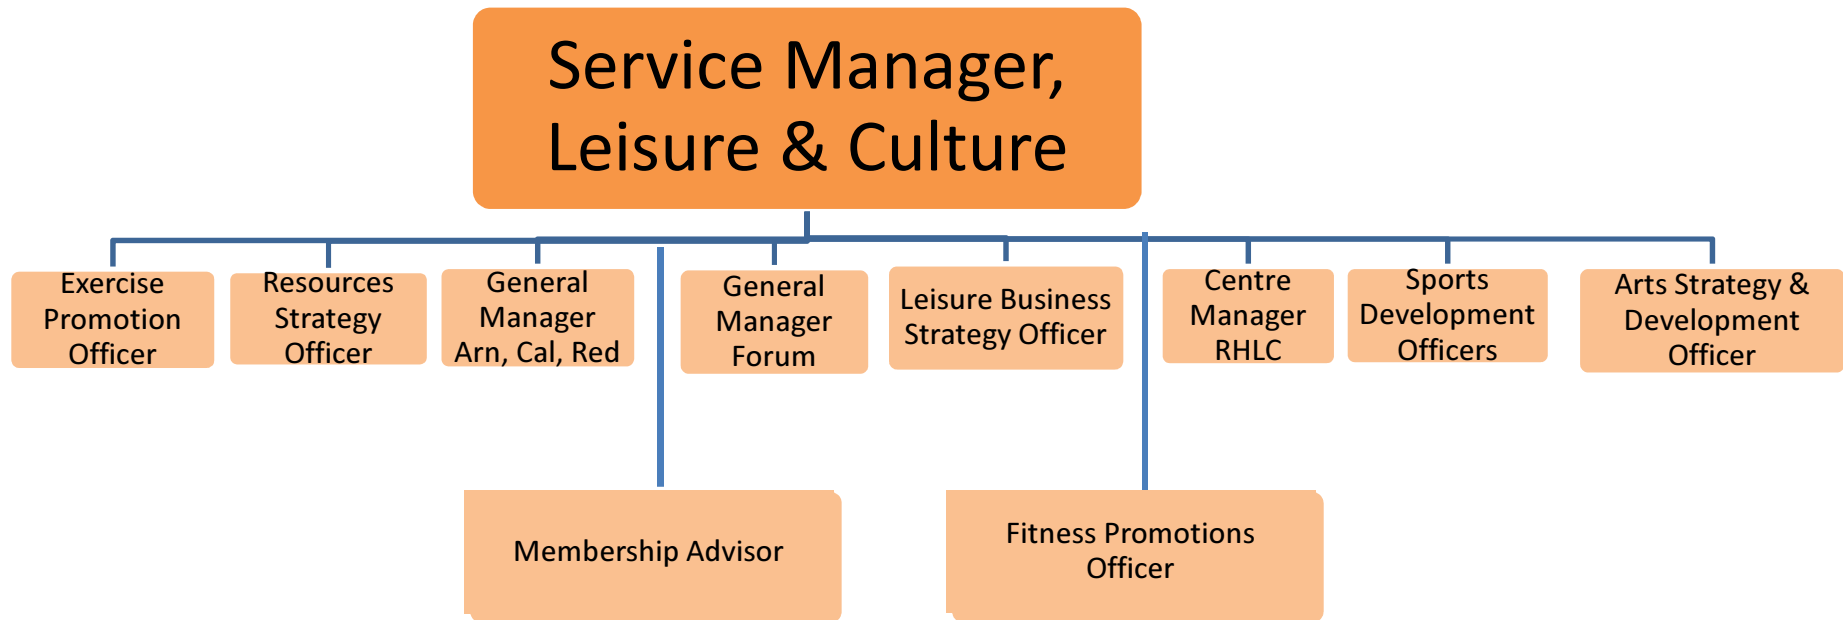 Service Manager,
Leisure & Culture
Exercise
Promotion
Officer
Resources
Strategy
Officer
General
Manager
Arn, Cal, Red
General
Manager
Forum
Leisure Business
Strategy Officer
Centre
Manager
RHLC
Sports
Development
Officers
Arts Strategy &
Development
Officer
Membership Advisor
Fitness Promotions
Officer